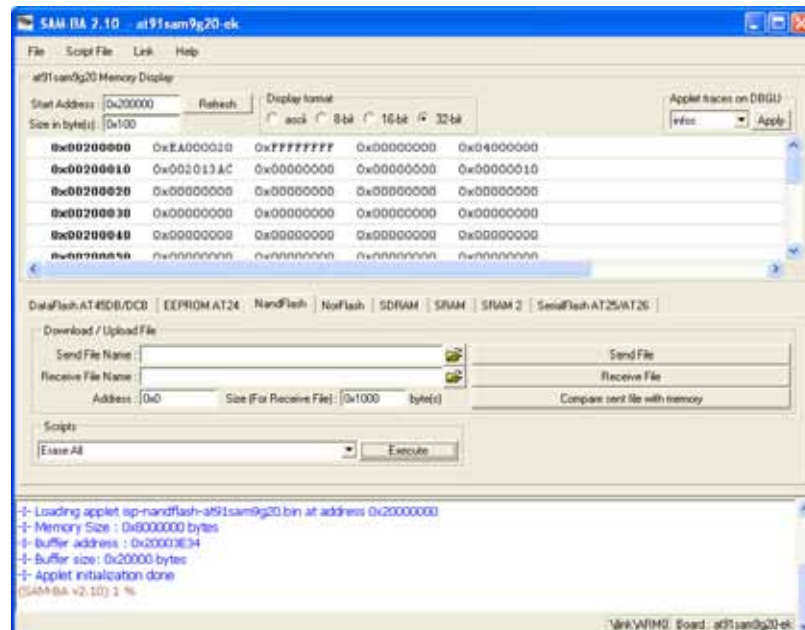 SAM-BA 2.10 - at91sam9g20-ek
File Script File Link Help
at91sam9g20 Memory Display
Start Address : 0x200000 Refresh Display format ascii 8-bit 16-bit 32-bit Applet traces on DBGU
Size in byte(s) : 0x100 infos Apply
0x00200000 0xEA000020 0xFFFFFFFF 0x00000000 0x04000000
0x00200010 0x002013AC 0x00000000 0x00000000 0x00000010
0x00200020 0x00000000 0x00000000 0x00000000 0x00000000
0x00200030 0x00000000 0x00000000 0x00000000 0x00000000
0x00200040 0x00000000 0x00000000 0x00000000 0x00000000
0x00200050 0x00000000 0x00000000 0x00000000 0x00000000
DataFlash AT45DB/DCB EEPROM AT24 NandFlash NorFlash SDRAM SRAM SRAM 2 SerialFlash AT25/AT26
Download / Upload File
Send File Name : Send File
Receive File Name : Receive File
Address : 0x0 Size (For Receive File) : 0x1000 byte(s) Compare sent file with memory
Scripts
Erase All Execute
-I- Loading applet isp-nandflash-at91sam9g20.bin at address 0x20000000
-I- Memory Size : 0x8000000 bytes
-I- Buffer address : 0x20003E34
-I- Buffer size: 0x20000 bytes
-I- Applet initialization done
(SAM-BA v2.10) 1 %
\link\ARM0 Board : at91sam9g20-ek